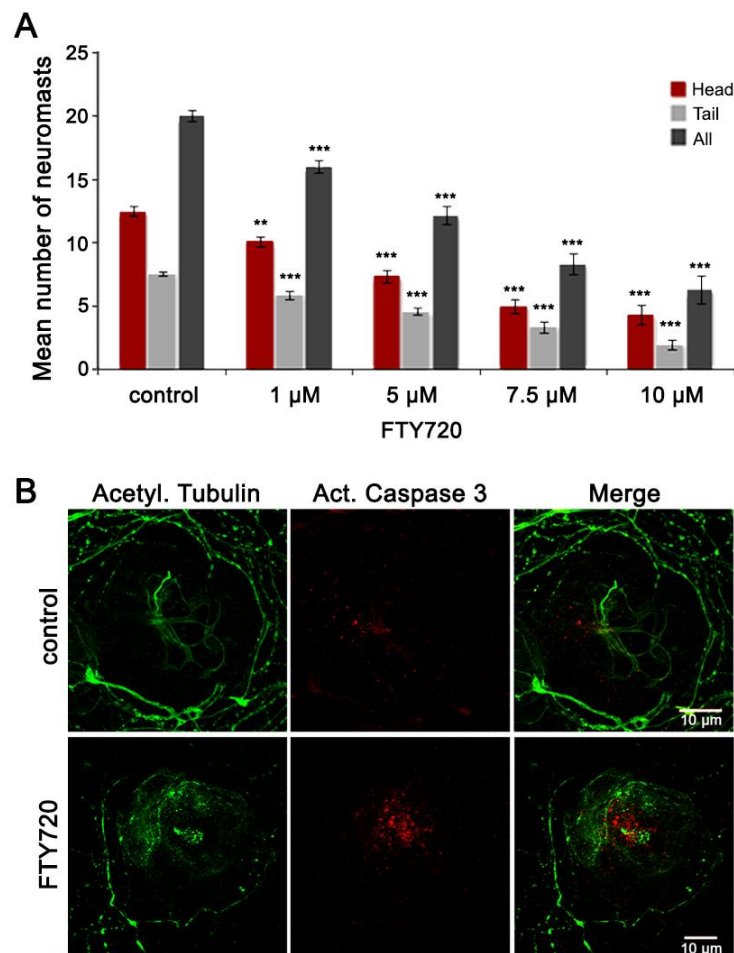 A
Mean number of neuromasts
25
20
15
10
5
0
Head
Tail
All
**
***
***
***
***
***
***
***
***
***
***
***
control
1 µM
5 µM
7.5 µM
10 µM
FTY720
B
Acetyl. Tubulin
Act. Caspase 3
Merge
control
10 µm
FTY720
10 µm